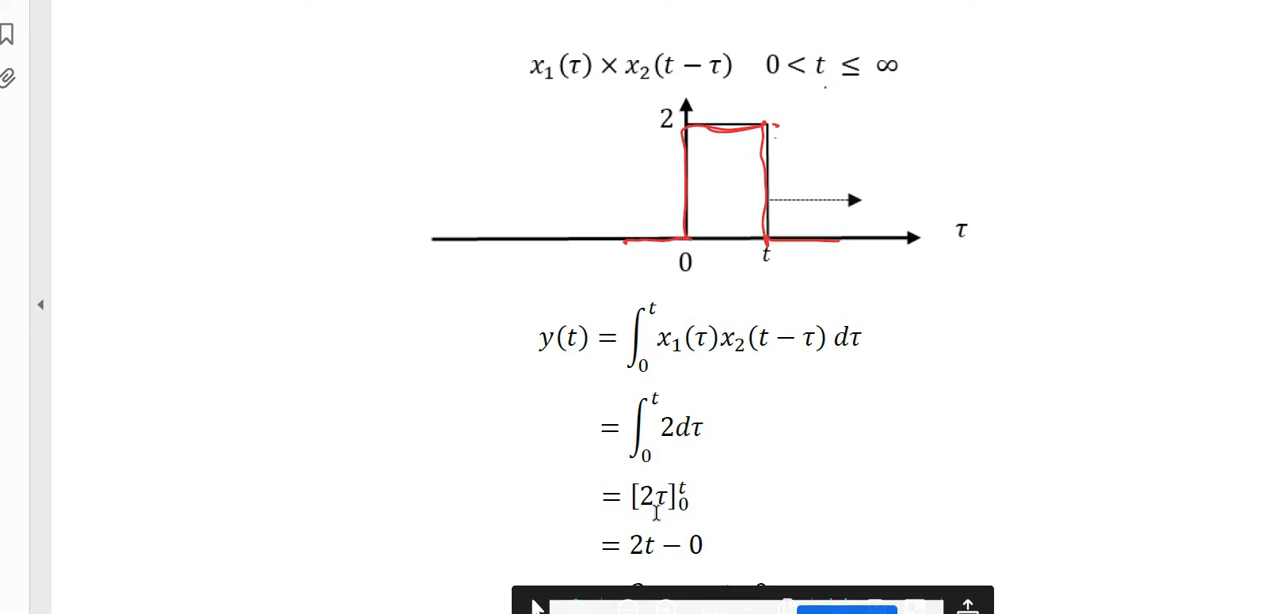 x₁(τ) × x₂(t − τ)   0 < t ≤ ∞
2
τ
0
t
y(t) = ∫₀ᵗ x₁(τ)x₂(t − τ) dτ
= ∫₀ᵗ 2dτ
= [2τ]₀ᵗ
= 2t − 0